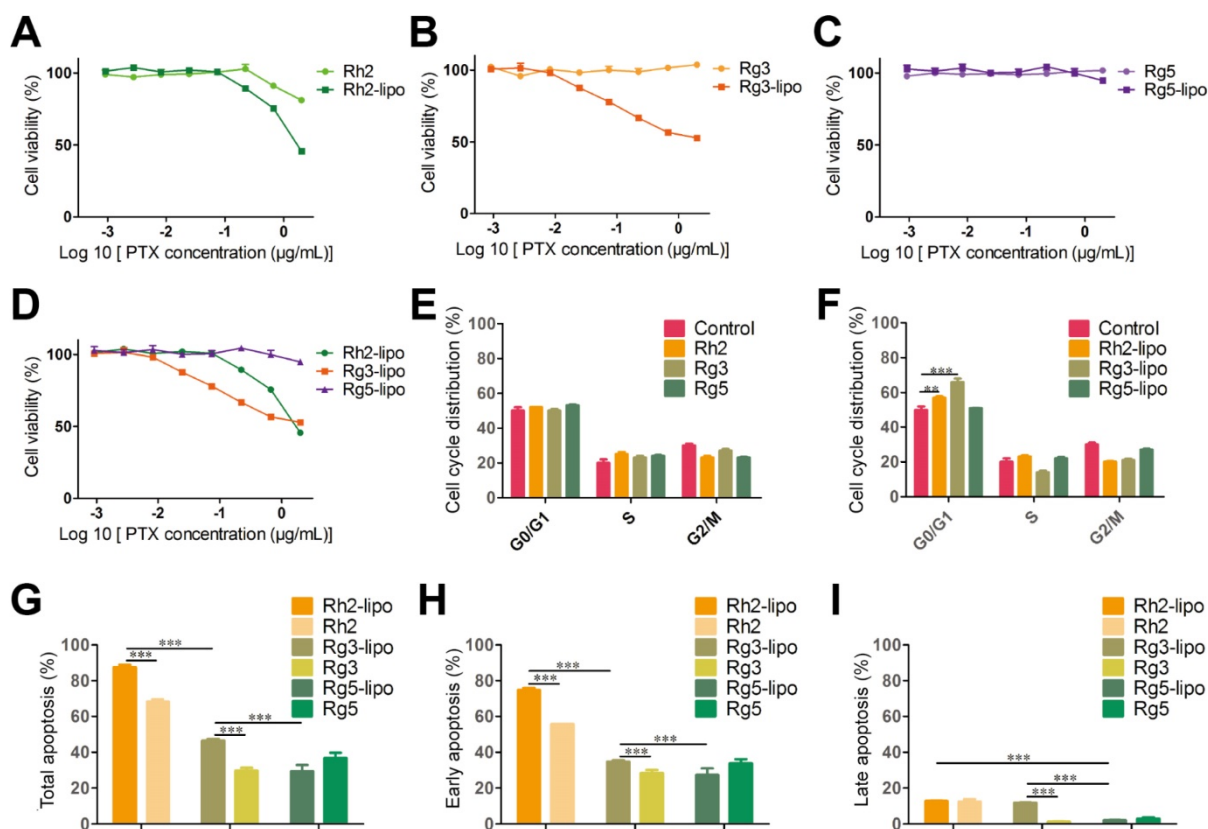 A
Cell viability (%)
100
50
0
-3 -2 -1 0
Log 10 [ PTX concentration (µg/mL)]
Rh2
Rh2-lipo
B
Cell viability (%)
100
50
0
-3 -2 -1 0
Log 10 [ PTX concentration (µg/mL)]
Rg3
Rg3-lipo
C
Cell viability (%)
100
50
0
-3 -2 -1 0
Log 10 [ PTX concentration (µg/mL)]
Rg5
Rg5-lipo
D
Cell viability (%)
100
50
0
-3 -2 -1 0
Log 10 [ PTX concentration (µg/mL)]
Rh2-lipo
Rg3-lipo
Rg5-lipo
E
Cell cycle distribution (%)
100
80
60
40
20
0
G0/G1 S G2/M
Control
Rh2
Rg3
Rg5
F
Cell cycle distribution (%)
100
80
60
40
20
0
***
**
G0/G1 S G2/M
Control
Rh2-lipo
Rg3-lipo
Rg5-lipo
G
Total apoptosis (%)
100
80
60
40
20
0
***
***
***
***
Rh2-lipo
Rh2
Rg3-lipo
Rg3
Rg5-lipo
Rg5
H
Early apoptosis (%)
100
80
60
40
20
0
***
***
***
***
Rh2-lipo
Rh2
Rg3-lipo
Rg3
Rg5-lipo
Rg5
I
Late apoptosis (%)
100
80
60
40
20
0
***
***
***
Rh2-lipo
Rh2
Rg3-lipo
Rg3
Rg5-lipo
Rg5